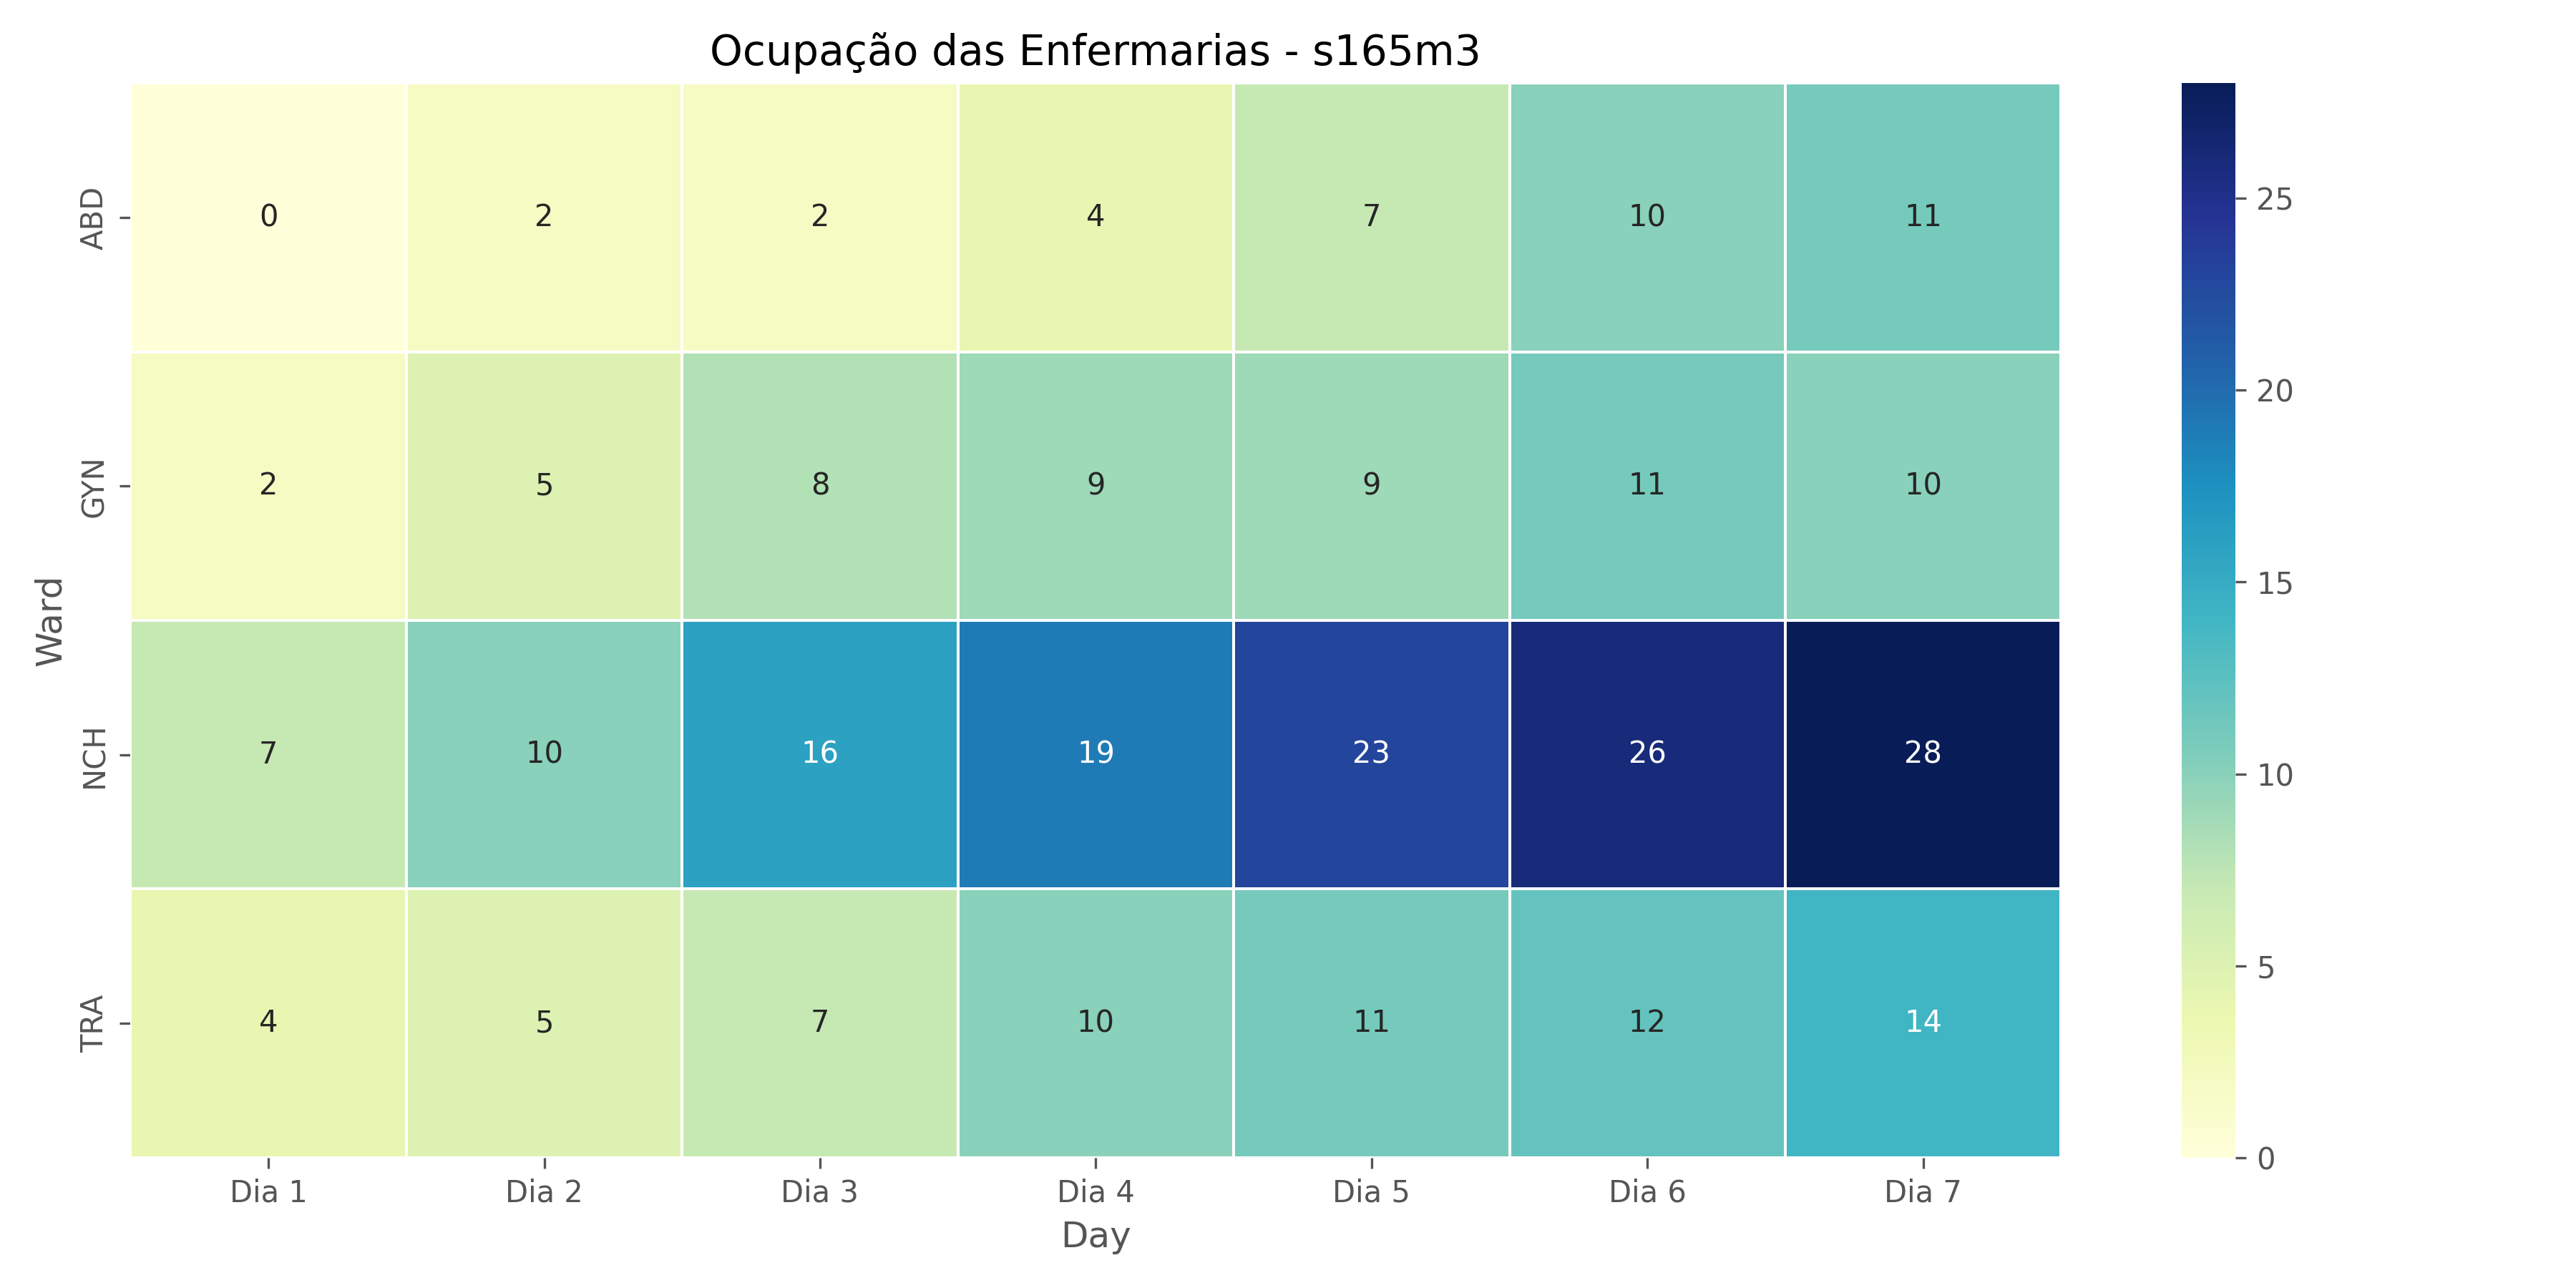 Ocupação das Enfermarias - s165m3
Ward
ABD 0 2 2 4 7 10 11
GYN 2 5 8 9 9 11 10
NCH 7 10 16 19 23 26 28
TRA 4 5 7 10 11 12 14
Dia 1 Dia 2 Dia 3 Dia 4 Dia 5 Dia 6 Dia 7
Day
25
20
15
10
5
0